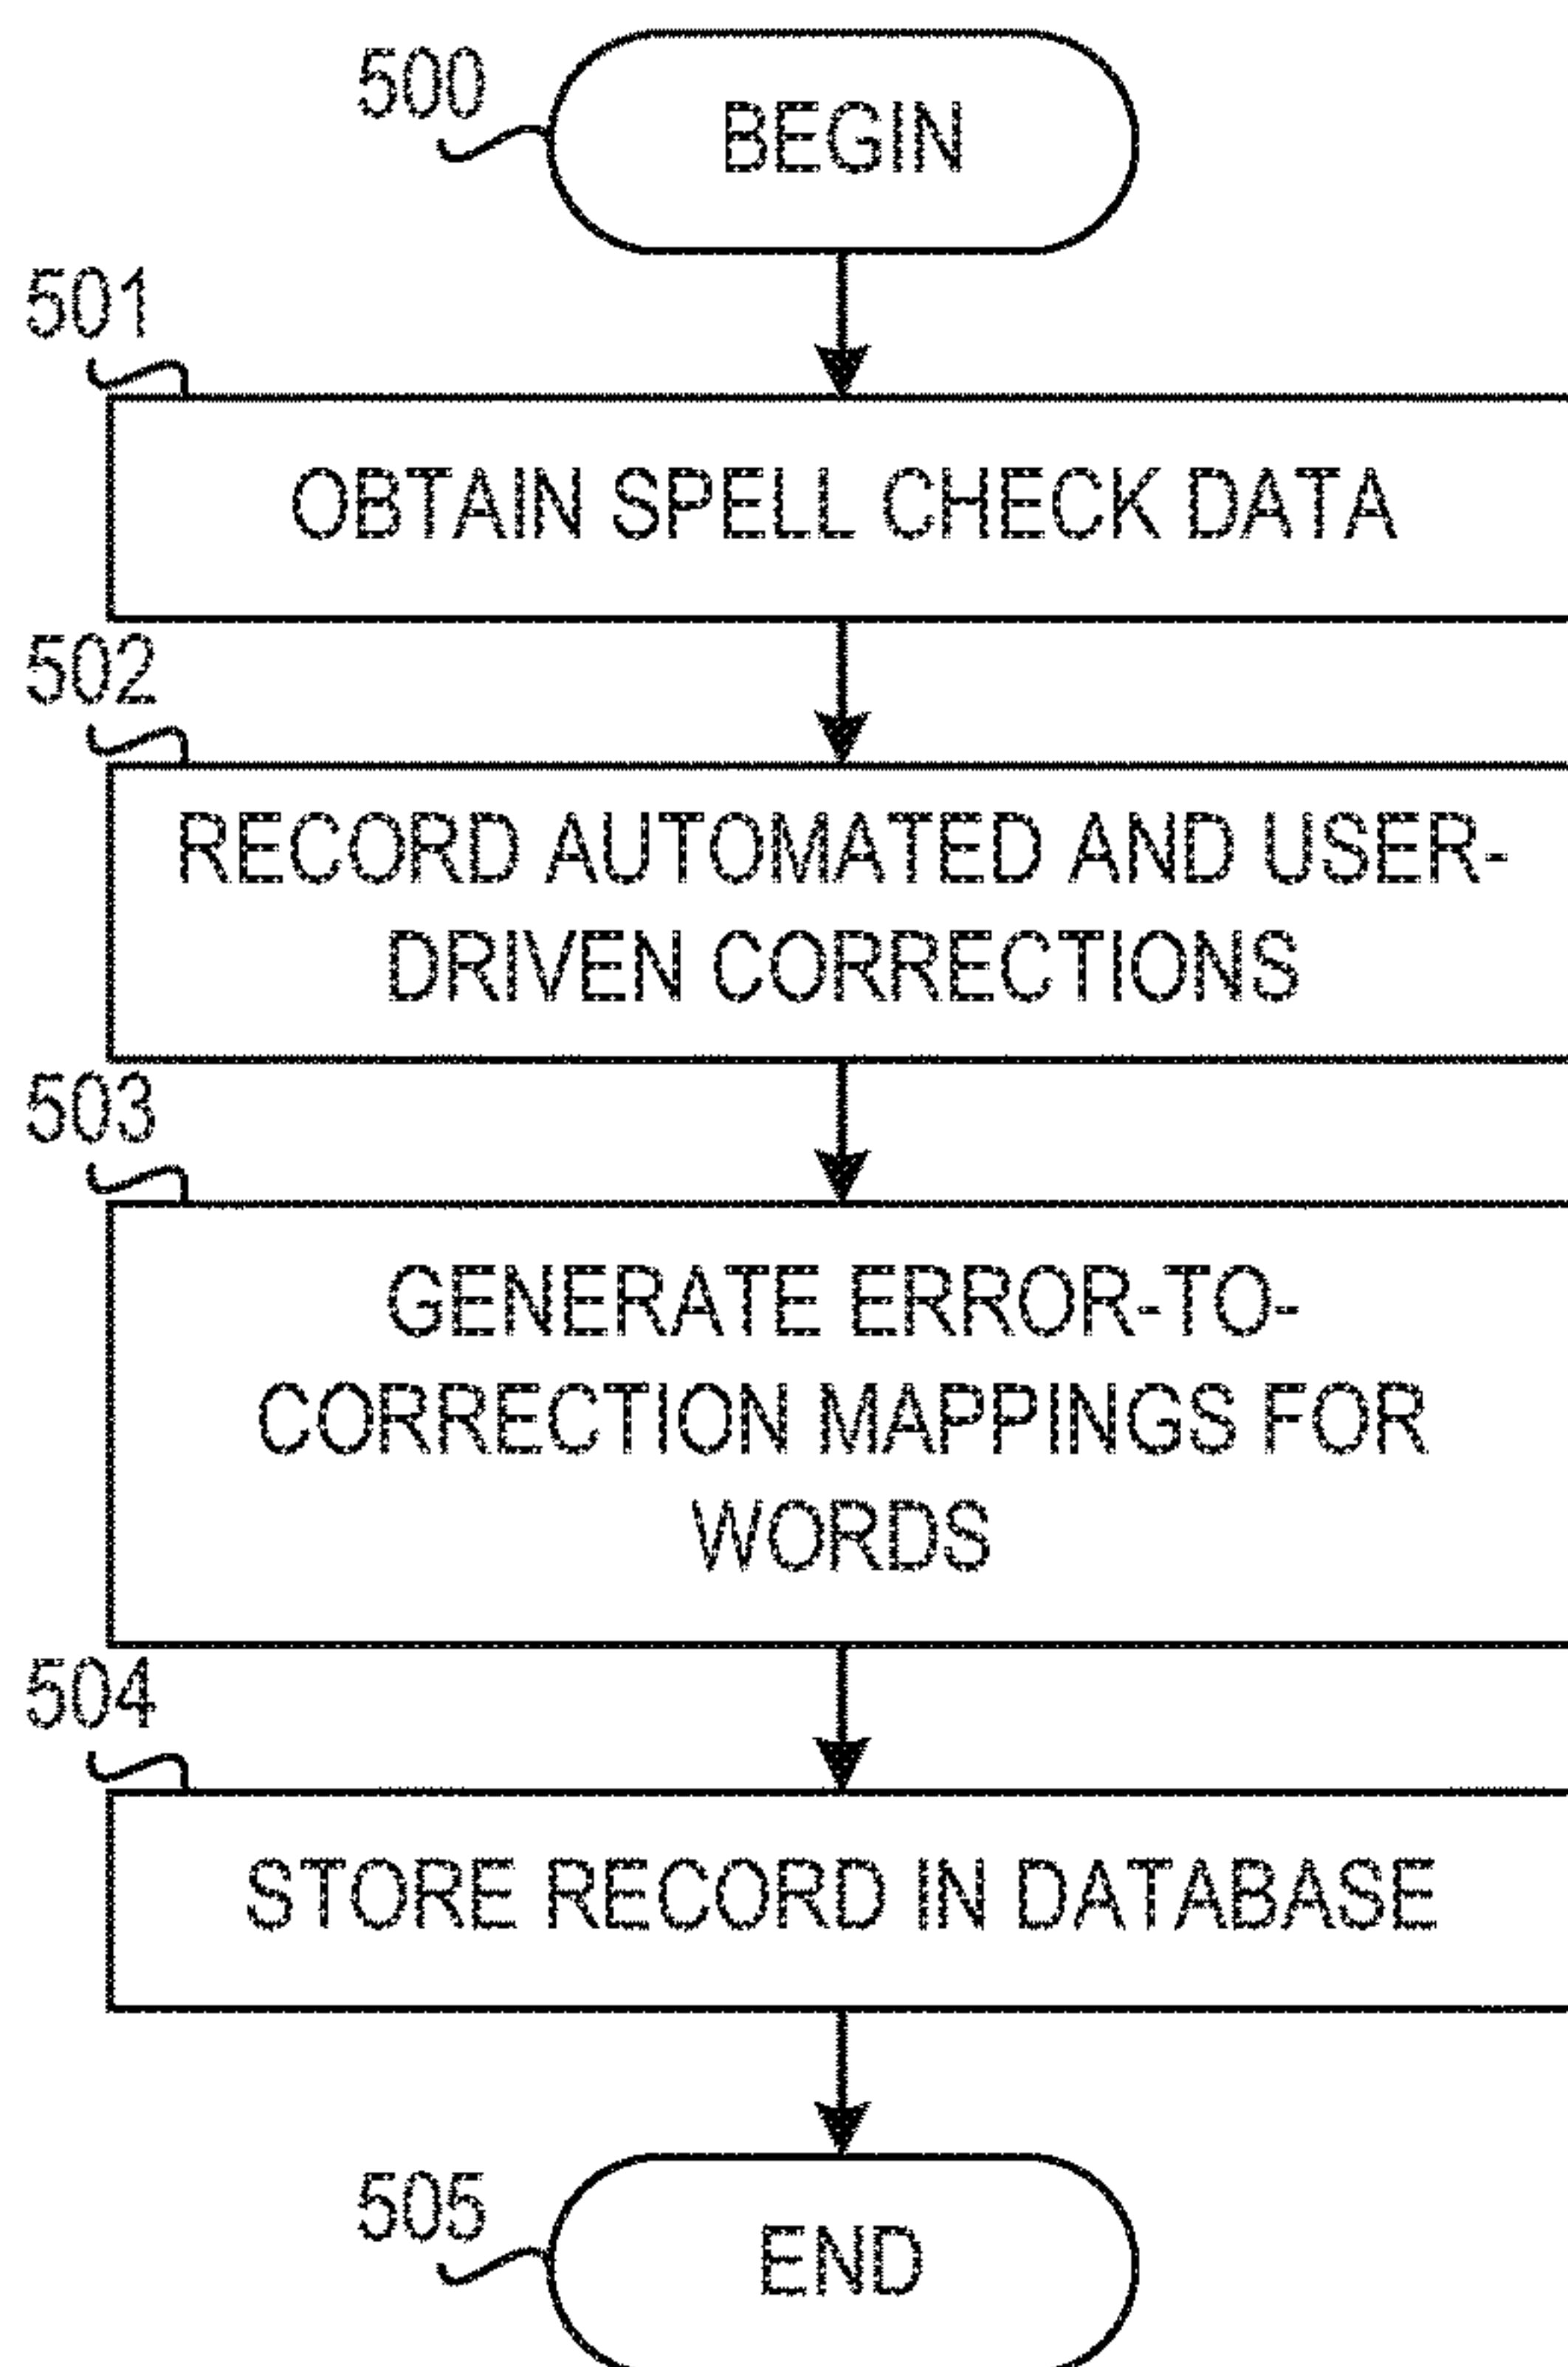 500
BEGIN
501
OBTAIN SPELL CHECK DATA
502
RECORD AUTOMATED AND USER-
DRIVEN CORRECTIONS
503
GENERATE ERROR-TO-
CORRECTION MAPPINGS FOR
WORDS
504
STORE RECORD IN DATABASE
505
END